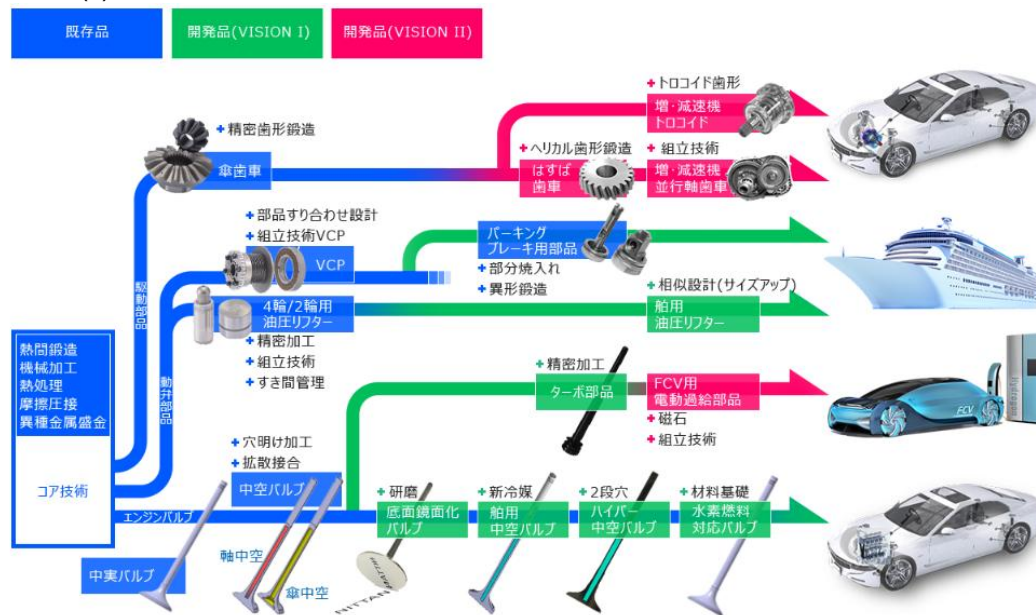 既存品
開発品(VISION I)
開発品(VISION II)
+トロコイド歯形
増・減速機
トロコイド
+精密歯形鍛造
傘歯車
+ヘリカル歯形鍛造
はすば
歯車
+組立技術
増・減速機
並行軸歯車
+部品すり合わせ設計
+組立技術VCP
VCP
パーキング
ブレーキ用部品
+部分焼入れ
+異形鍛造
駆動部品
4輪/2輪用
油圧リフター
+精密加工
+組立技術
+すき間管理
+相似設計(サイズアップ)
舶用
油圧リフター
動弁部品
熱間鍛造
機械加工
熱処理
摩擦圧接
異種金属盛金
コア技術
+精密加工
ターボ部品
FCV用
電動過給部品
+磁石
+組立技術
FCV
Hydrogen
+穴明け加工
+拡散接合
中空バルブ
エンジンバルブ
中実バルブ
軸中空
傘中空
+研磨
底面鏡面化
バルブ
NITTAN
+新冷媒
舶用
中空バルブ
+2段穴
ハイパー
中空バルブ
+材料基礎
水素燃料
対応バルブ